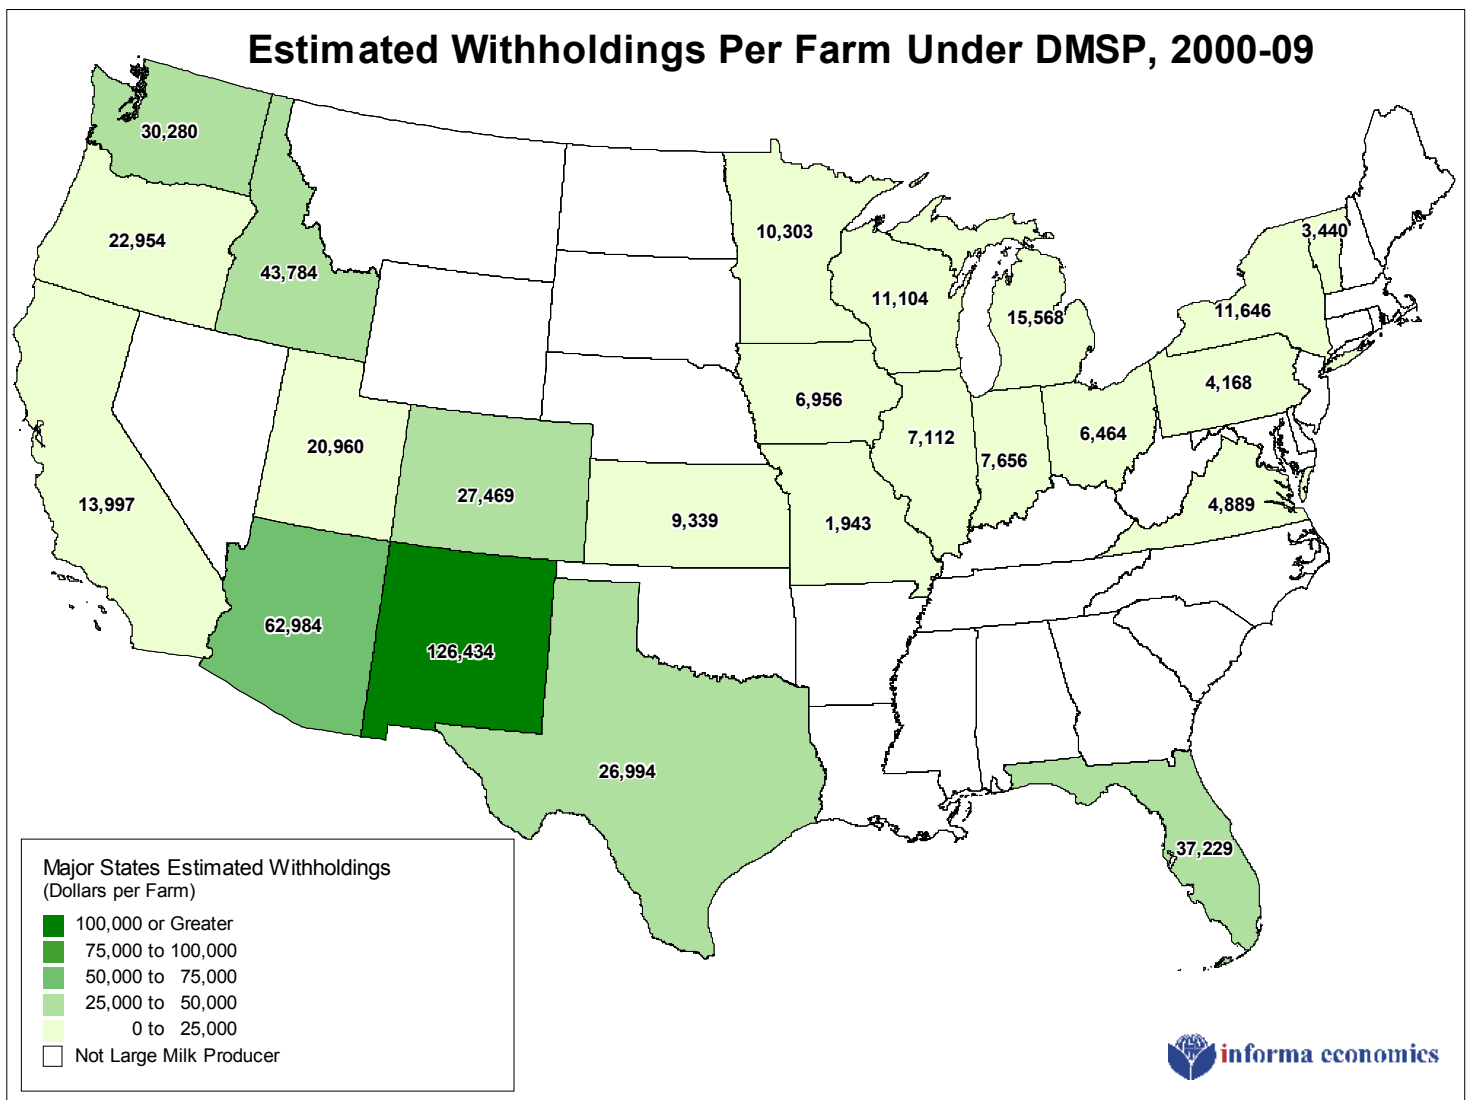 Estimated Withholdings Per Farm Under DMSP, 2000-09
30,280
22,954
43,784
10,303
3,440
11,104
15,568
11,646
4,168
6,956
7,112
7,656
6,464
20,960
27,469
13,997
9,339
1,943
4,889
62,984
126,434
26,994
37,229
Major States Estimated Withholdings
(Dollars per Farm)
100,000 or Greater
75,000 to 100,000
50,000 to 75,000
25,000 to 50,000
0 to 25,000
Not Large Milk Producer
informa economics